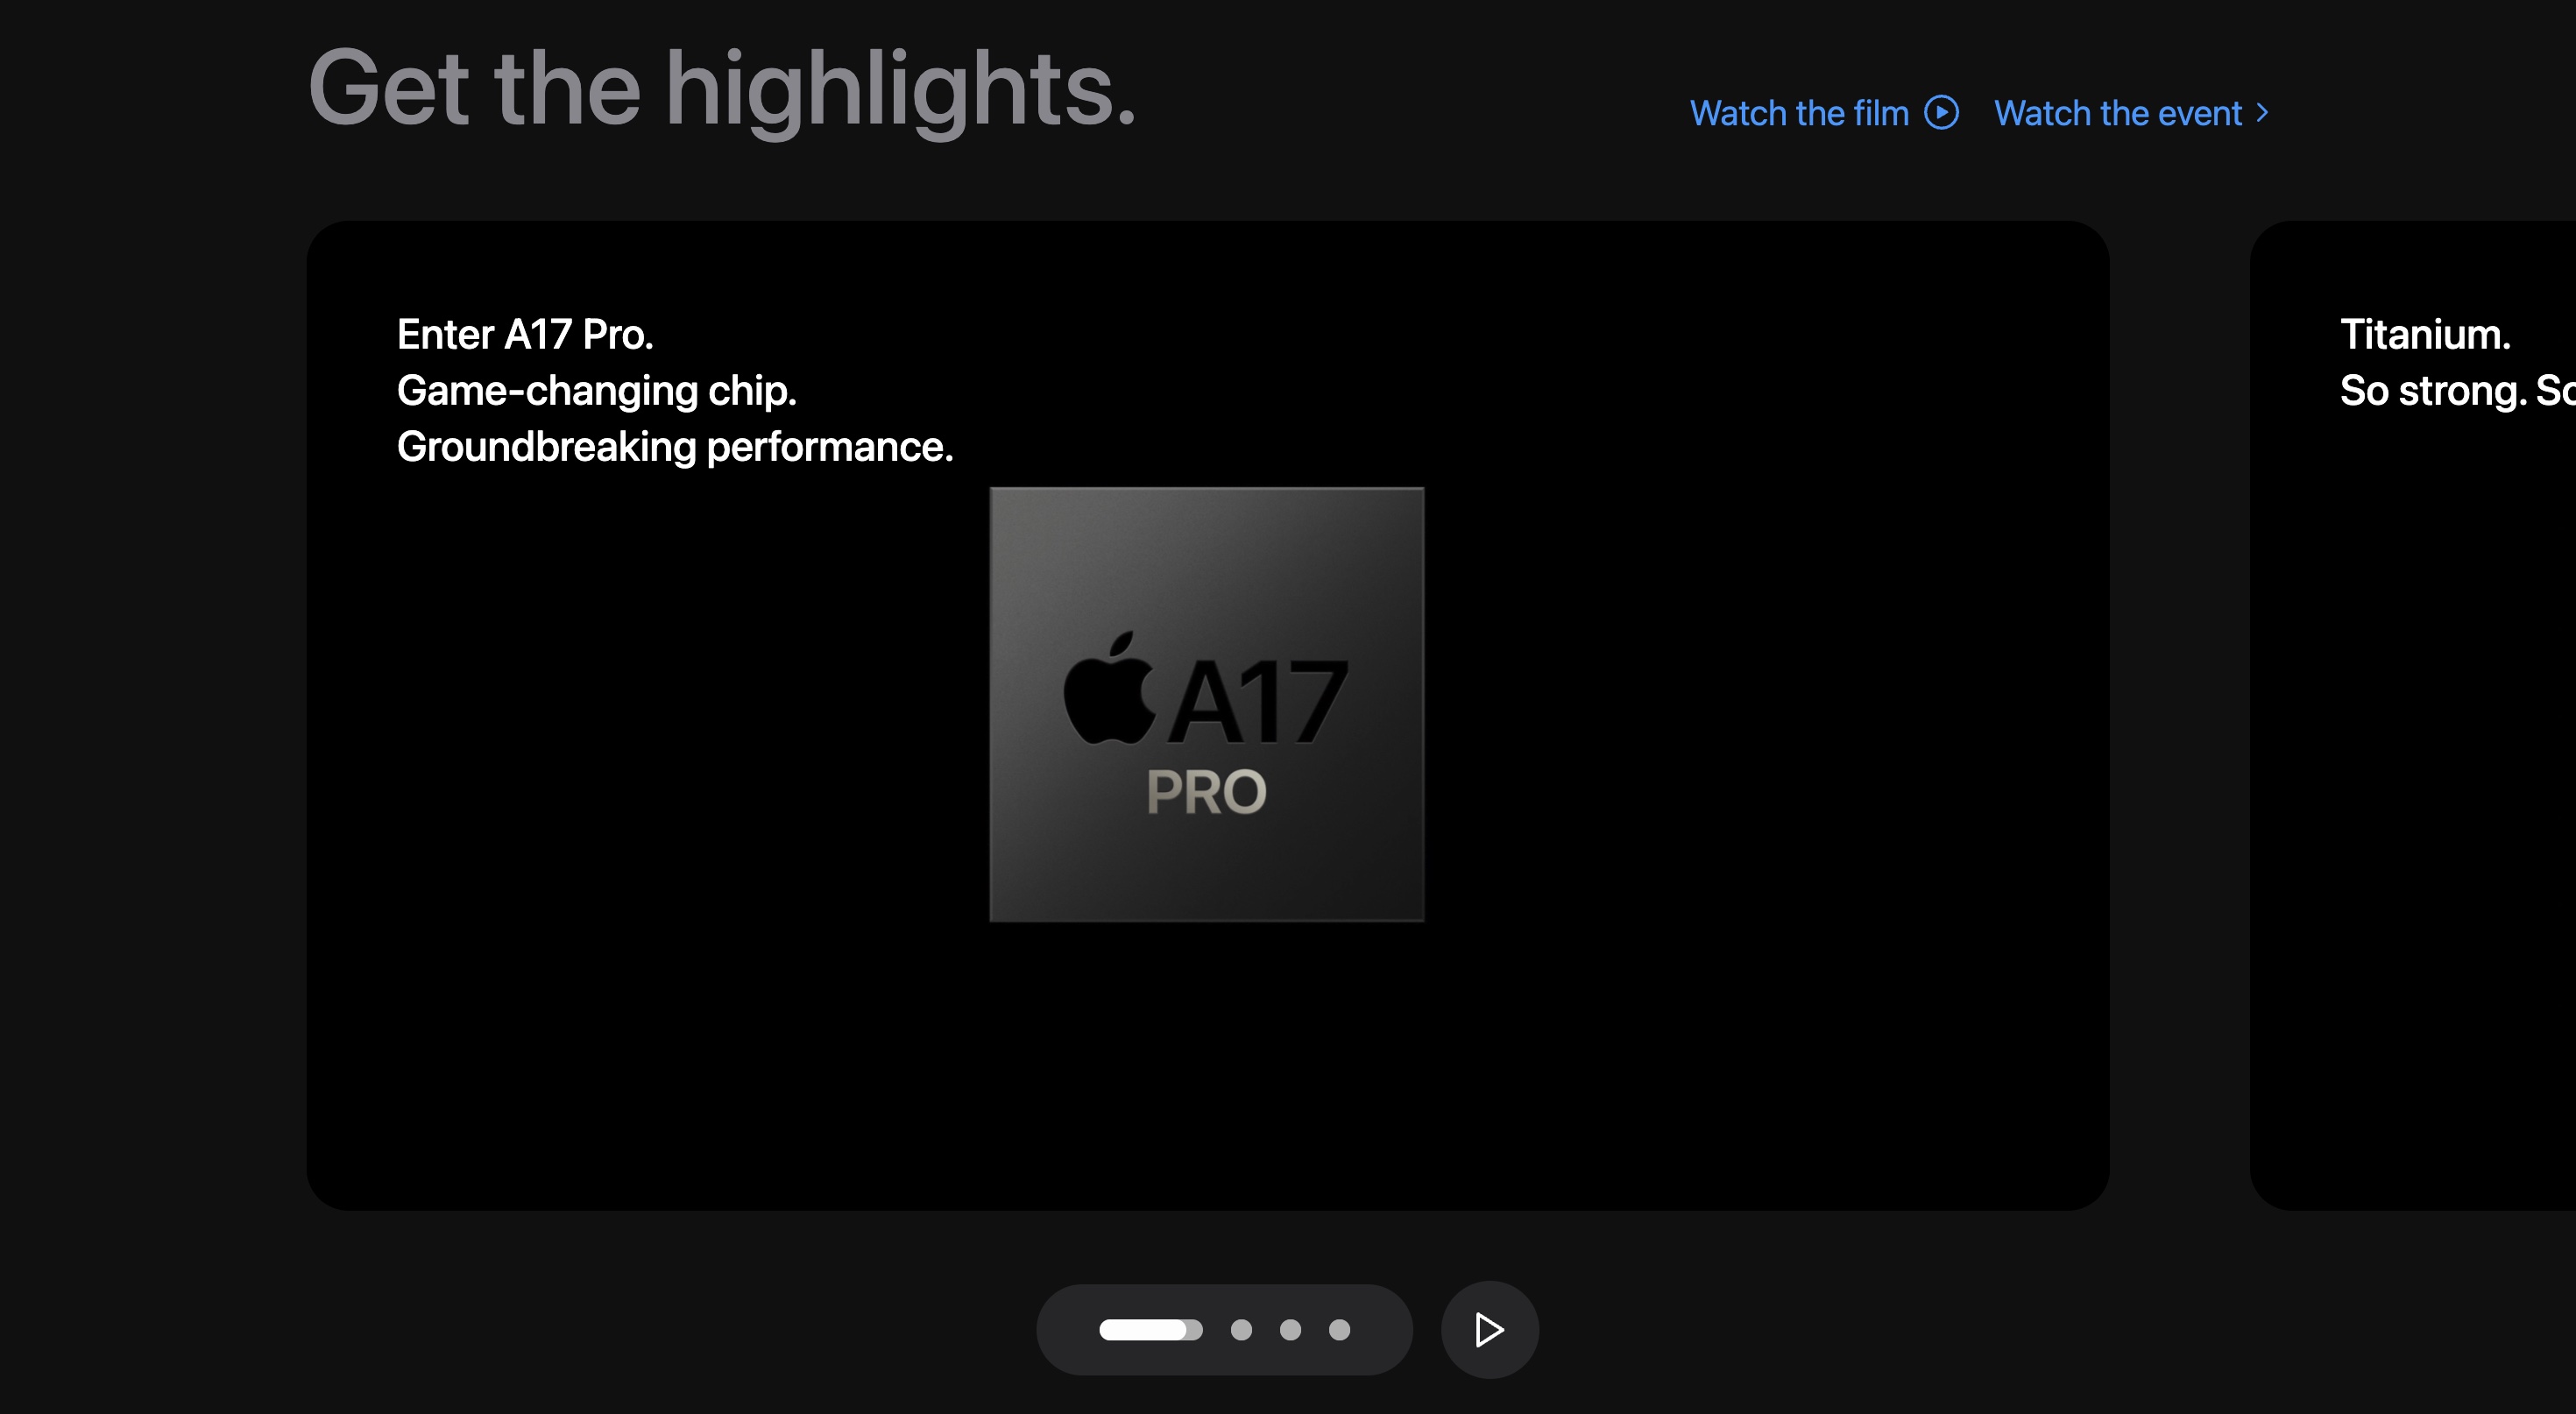 Get the highlights.
Watch the film
Watch the event
Enter A17 Pro.
Game-changing chip.
Groundbreaking performance.
A17
PRO
Titanium.
So strong. So